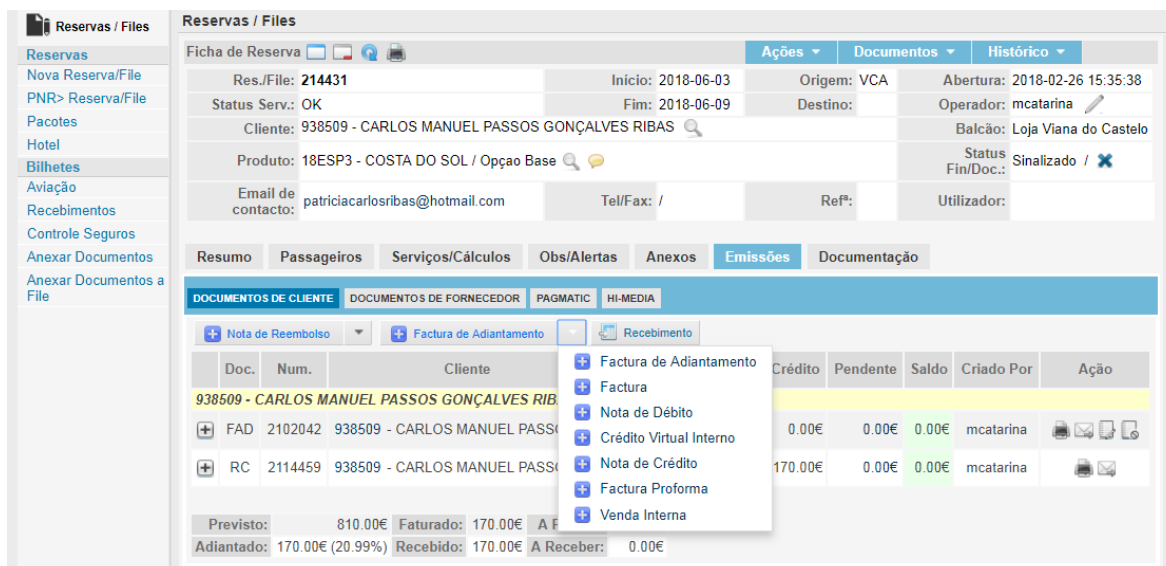 Reservas / Files
Reservas
Nova Reserva/File
PNR> Reserva/File
Pacotes
Hotel
Bilhetes
Aviação
Recebimentos
Controle Seguros
Anexar Documentos
Anexar Documentos a
File
Reservas / Files
Ficha de Reserva Ações Documentos Histórico
Res./File: 214431 Início: 2018-06-03 Origem: VCA Abertura: 2018-02-26 15:35:38
Status Serv.: OK Fim: 2018-06-09 Destino: Operador: mcatarina
Cliente: 938509 - CARLOS MANUEL PASSOS GONÇALVES RIBAS Balcão: Loja Viana do Castelo
Produto: 18ESP3 - COSTA DO SOL / Opçao Base Status Fin/Doc.: Sinalizado /
Email de contacto: patriciacarlosribas@hotmail.com Tel/Fax: / Refª: Utilizador:
Resumo Passageiros Serviços/Cálculos Obs/Alertas Anexos Emissões Documentação
DOCUMENTOS DE CLIENTE DOCUMENTOS DE FORNECEDOR PAGMATIC HI-MEDIA
Nota de Reembolso Factura de Adiantamento Recebimento
Factura de Adiantamento
Factura
Nota de Débito
Crédito Virtual Interno
Nota de Crédito
Factura Proforma
Venda Interna
Doc. Num. Cliente Crédito Pendente Saldo Criado Por Ação
938509 - CARLOS MANUEL PASSOS GONÇALVES RIB
FAD 2102042 938509 - CARLOS MANUEL PASS 0.00€ 0.00€ 0.00€ mcatarina
RC 2114459 938509 - CARLOS MANUEL PASS 170.00€ 0.00€ 0.00€ mcatarina
Previsto: 810.00€ Faturado: 170.00€ A
Adiantado: 170.00€ (20.99%) Recebido: 170.00€ A Receber: 0.00€